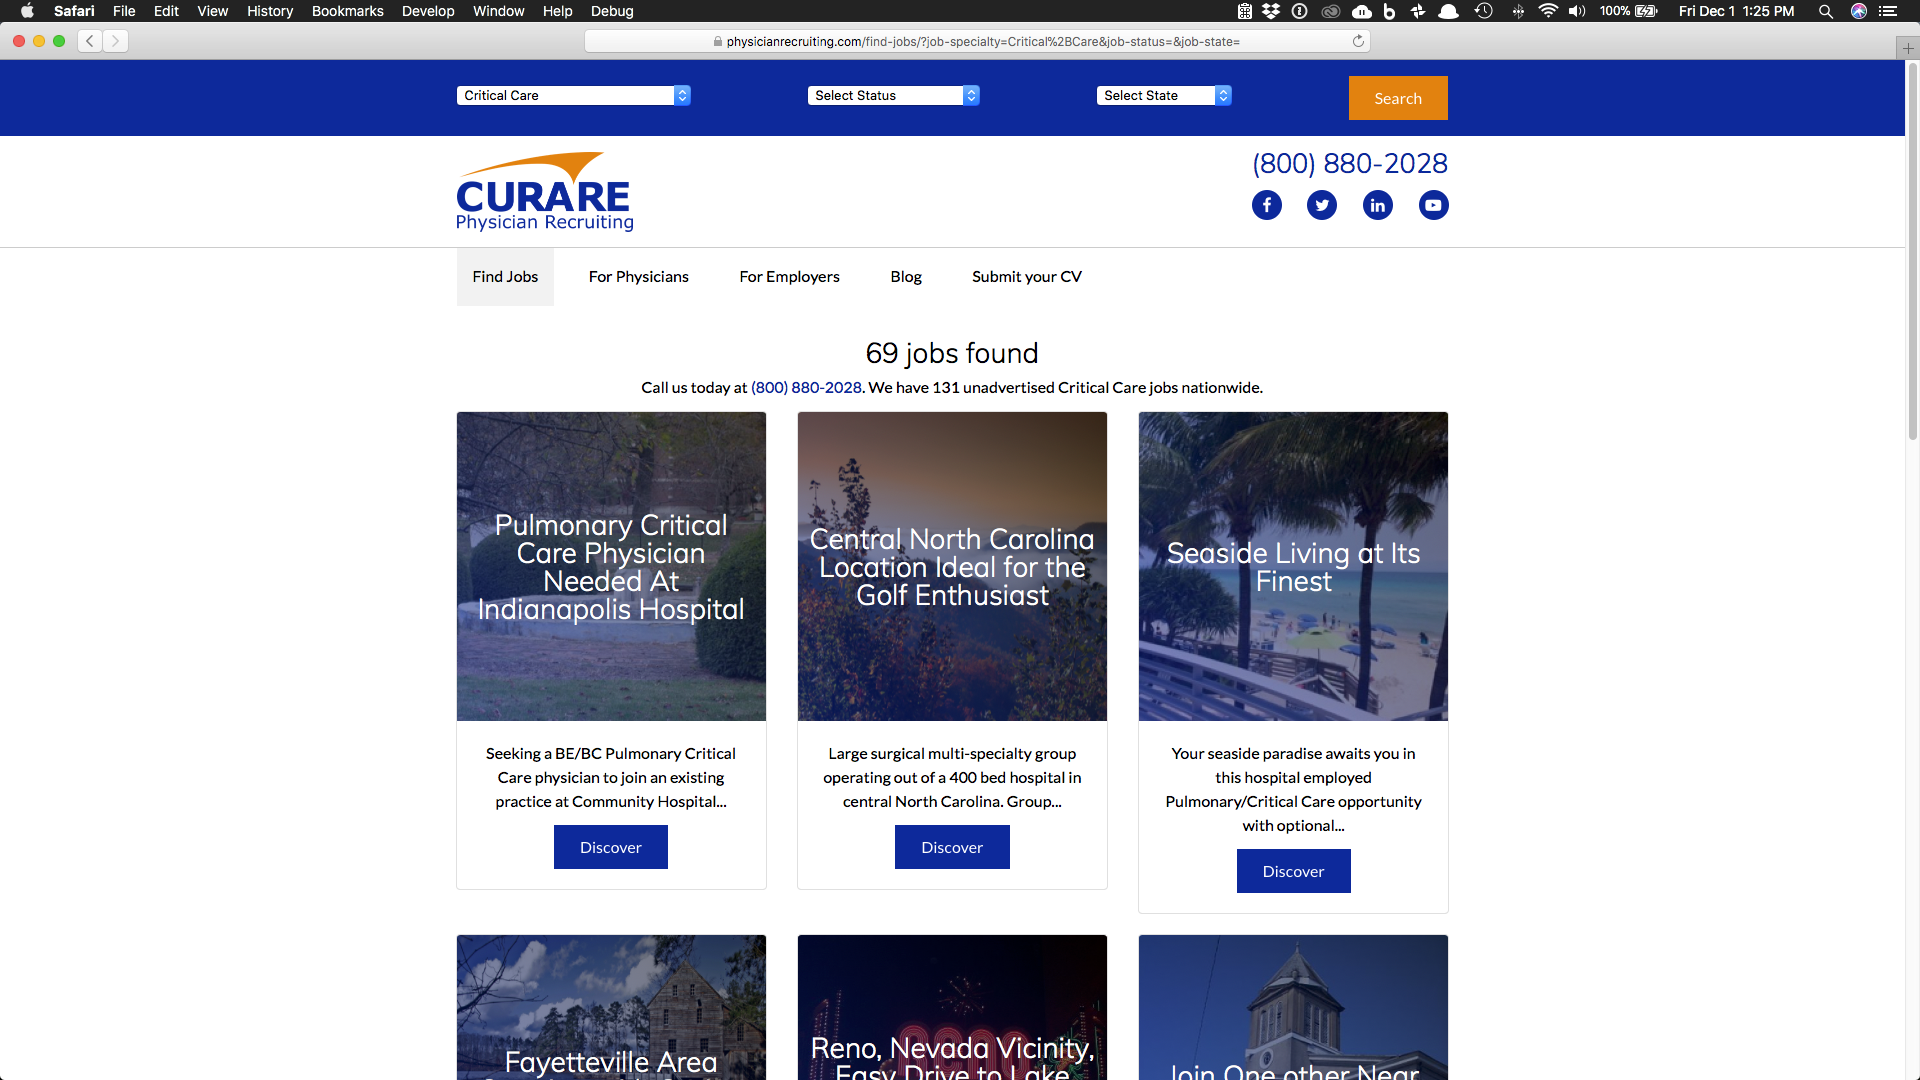 Safari File Edit View History Bookmarks Develop Window Help Debug 100% Fri Dec 1 1:25 PM
physicianrecruiting.com/find-jobs/?job-specialty=Critical%2BCare&job-status=&job-state=
Critical Care Select Status Select State Search
CURARE
Physician Recruiting
(800) 880-2028
Find Jobs For Physicians For Employers Blog Submit your CV
69 jobs found
Call us today at (800) 880-2028. We have 131 unadvertised Critical Care jobs nationwide.
Pulmonary Critical
Care Physician
Needed At
Indianapolis Hospital
Seeking a BE/BC Pulmonary Critical
Care physician to join an existing
practice at Community Hospital...
Discover
Central North Carolina
Location Ideal for the
Golf Enthusiast
Large surgical multi-specialty group
operating out of a 400 bed hospital in
central North Carolina. Group...
Discover
Seaside Living at Its
Finest
Your seaside paradise awaits you in
this hospital employed
Pulmonary/Critical Care opportunity
with optional...
Discover
Fayetteville Area
Reno, Nevada Vicinity,
Easy Drive to Lake
Join One other Near